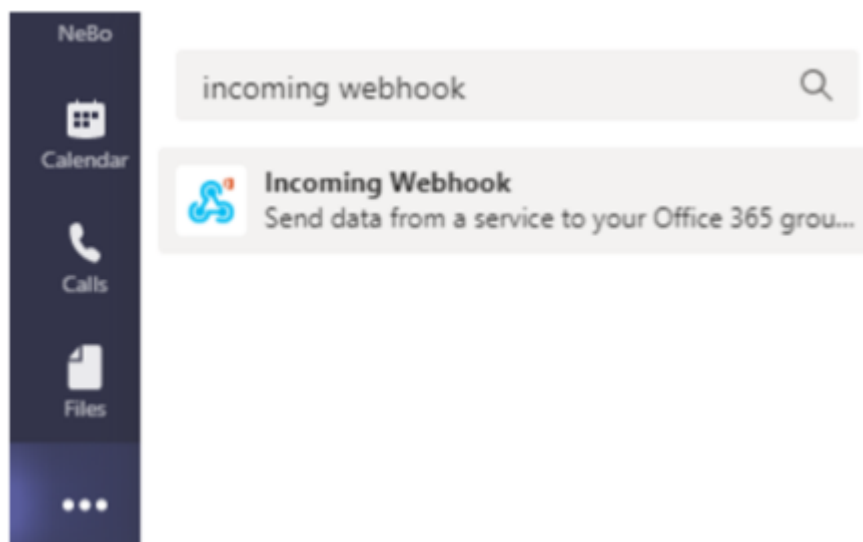 NeBo
Calendar
Calls
Files
incoming webhook
Incoming Webhook
Send data from a service to your Office 365 grou...